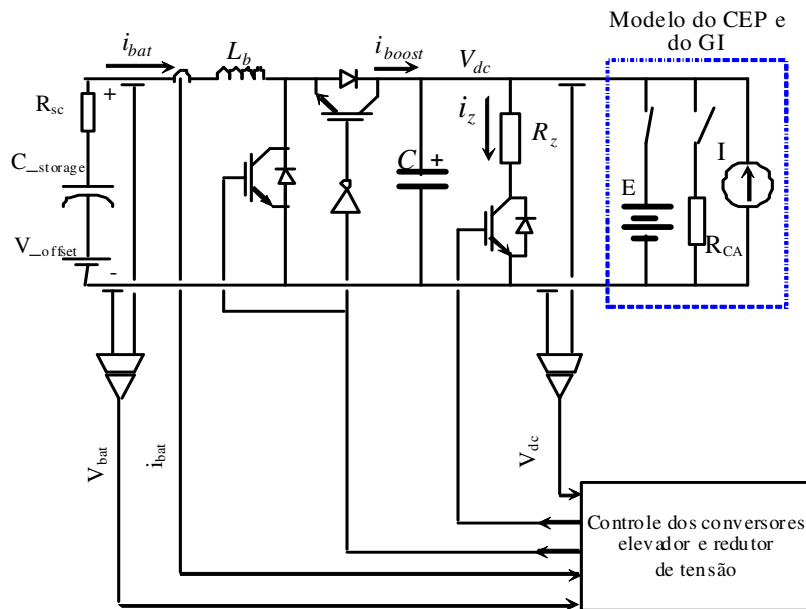 Modelo do CEP e
do GI
i_bat
L_b
i_boost
V_dc
R_sc
+
i_z
R_z
C_storage
C +
I
E
V_offset
R_CA
-
V_bat
i_bat
V_dc
Controle dos conversores
elevador e redutor
de tensão